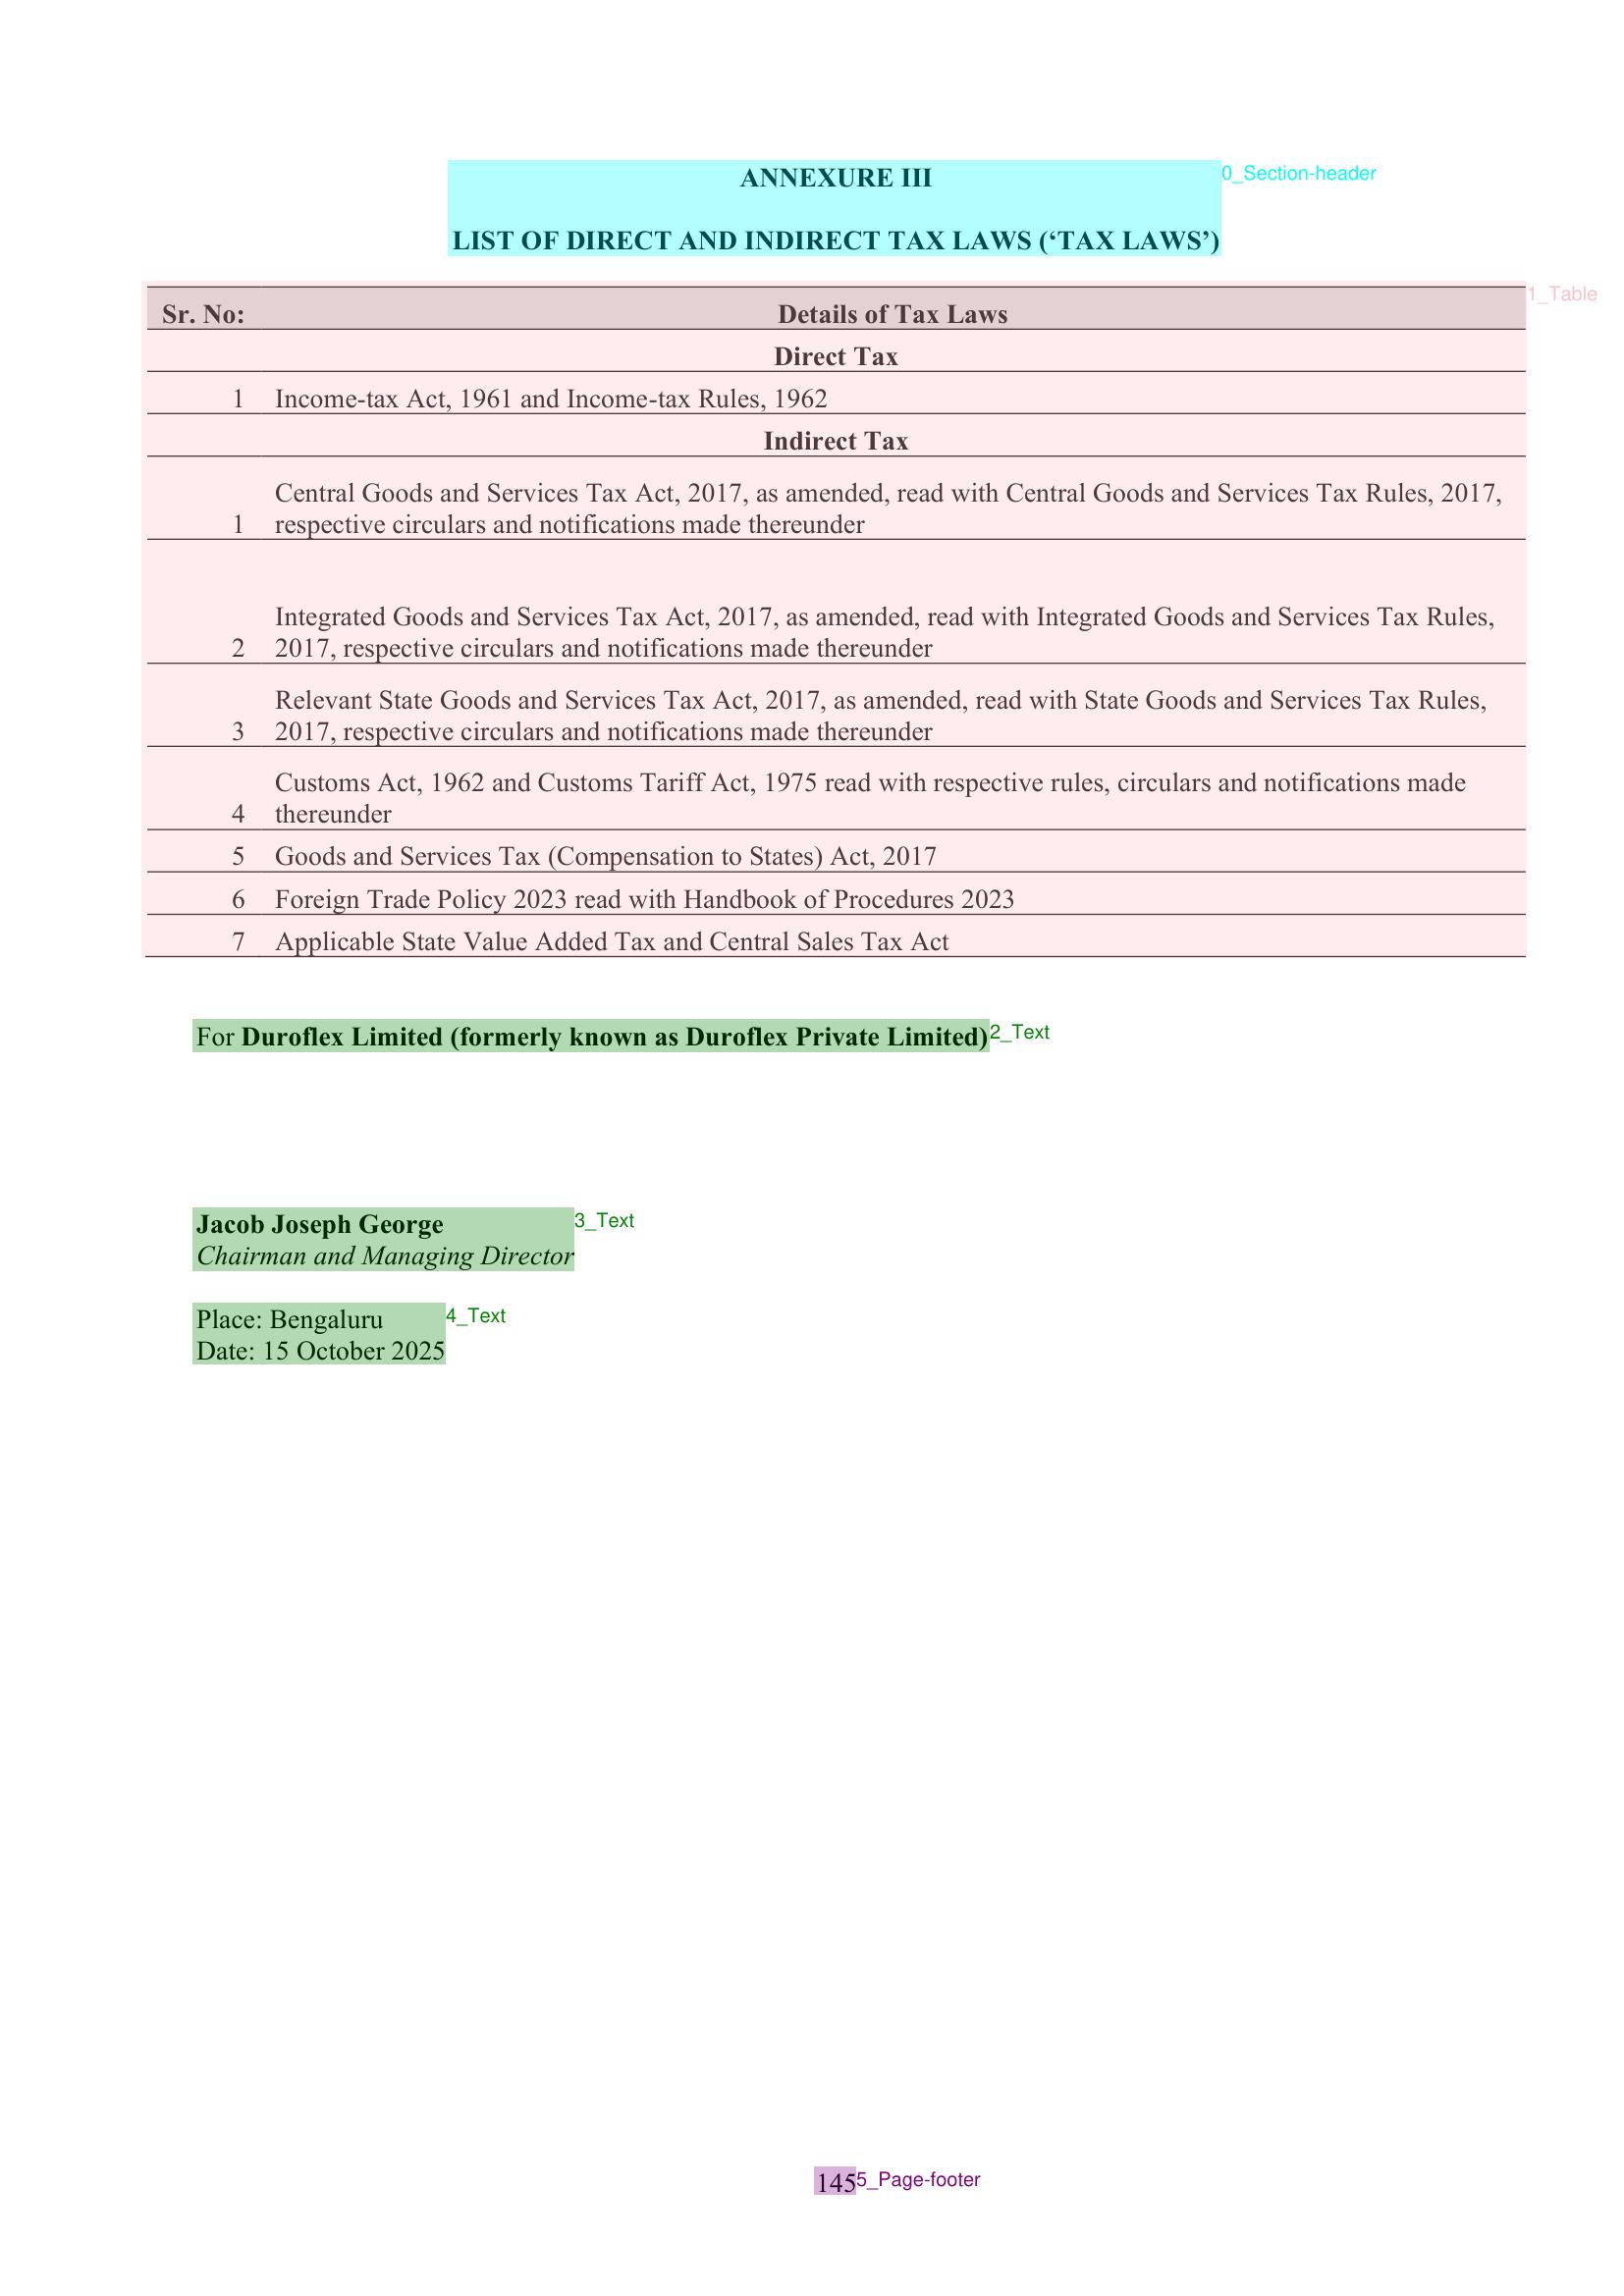 ANNEXURE III
0_Section-header
LIST OF DIRECT AND INDIRECT TAX LAWS (‘TAX LAWS’)
1_Table
Sr. No: Details of Tax Laws
Direct Tax
1 Income-tax Act, 1961 and Income-tax Rules, 1962
Indirect Tax
Central Goods and Services Tax Act, 2017, as amended, read with Central Goods and Services Tax Rules, 2017,
1 respective circulars and notifications made thereunder
Integrated Goods and Services Tax Act, 2017, as amended, read with Integrated Goods and Services Tax Rules,
2 2017, respective circulars and notifications made thereunder
Relevant State Goods and Services Tax Act, 2017, as amended, read with State Goods and Services Tax Rules,
3 2017, respective circulars and notifications made thereunder
Customs Act, 1962 and Customs Tariff Act, 1975 read with respective rules, circulars and notifications made
4 thereunder
5 Goods and Services Tax (Compensation to States) Act, 2017
6 Foreign Trade Policy 2023 read with Handbook of Procedures 2023
7 Applicable State Value Added Tax and Central Sales Tax Act
For Duroflex Limited (formerly known as Duroflex Private Limited)
2_Text
Jacob Joseph George
3_Text
Chairman and Managing Director
Place: Bengaluru
4_Text
Date: 15 October 2025
145
5_Page-footer